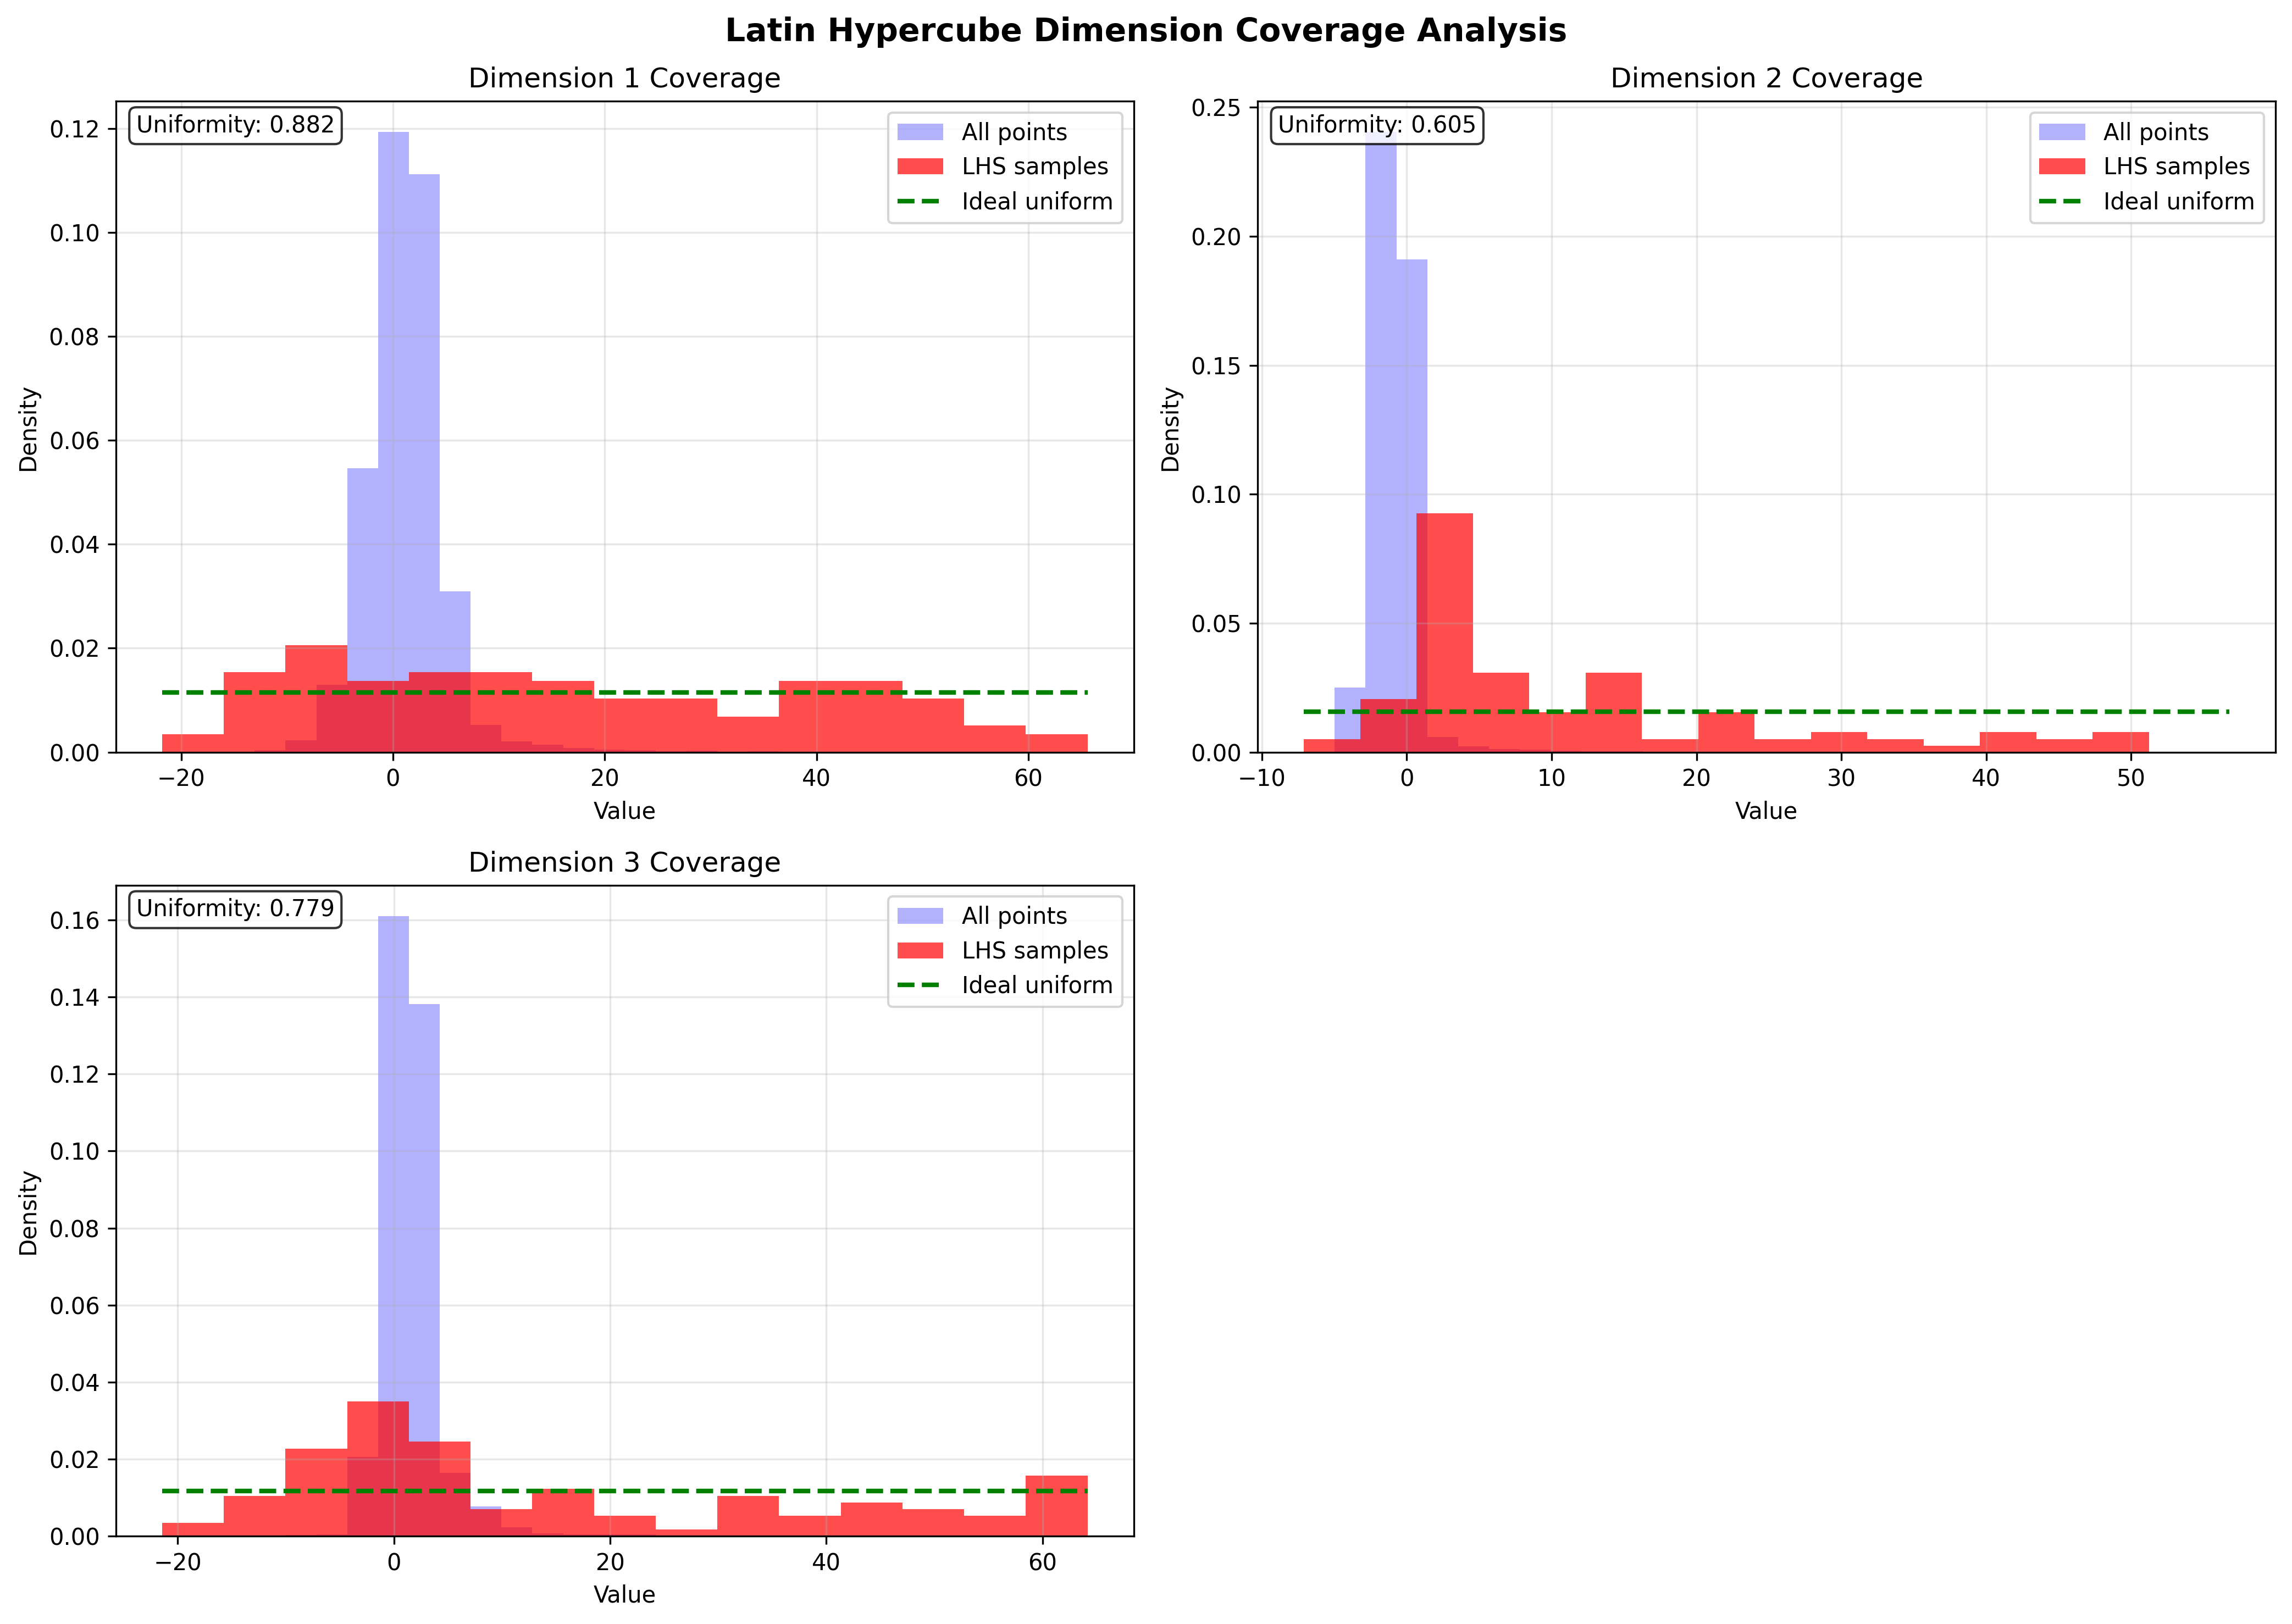 Latin Hypercube Dimension Coverage Analysis
Dimension 1 Coverage
Uniformity: 0.882
All points
LHS samples
Ideal uniform
0.12
0.10
0.08
0.06
0.04
0.02
0.00
Density
−20 0 20 40 60
Value
Dimension 2 Coverage
Uniformity: 0.605
All points
LHS samples
Ideal uniform
0.25
0.20
0.15
0.10
0.05
0.00
Density
−10 0 10 20 30 40 50
Value
Dimension 3 Coverage
Uniformity: 0.779
All points
LHS samples
Ideal uniform
0.16
0.14
0.12
0.10
0.08
0.06
0.04
0.02
0.00
Density
−20 0 20 40 60
Value